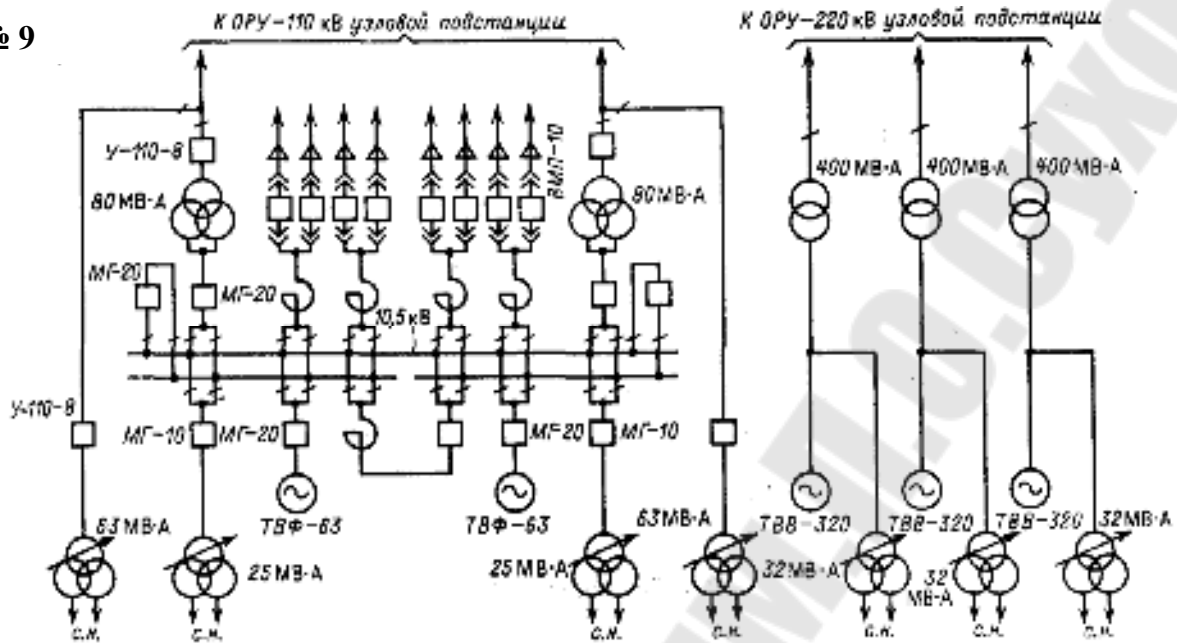 № 9
К ОРУ-110 кВ узловой подстанции
К ОРУ-220 кВ узловой подстанции
У-110-8
ВМП-10
80 МВ·А
80 МВ·А
400 МВ·А
400 МВ·А
400 МВ·А
МГ-20
МГ-20
10,5 кВ
У-110-8
МГ-10
МГ-20
МГ-20
МГ-10
ТВФ-63
ТВФ-63
ТВВ-320
ТВВ-320
ТВВ-320
63 МВ·А
25 МВ·А
25 МВ·А
63 МВ·А
32 МВ·А
32 МВ·А
32 МВ·А
с.н.
с.н.
с.н.
с.н.
с.н.
с.н.
с.н.